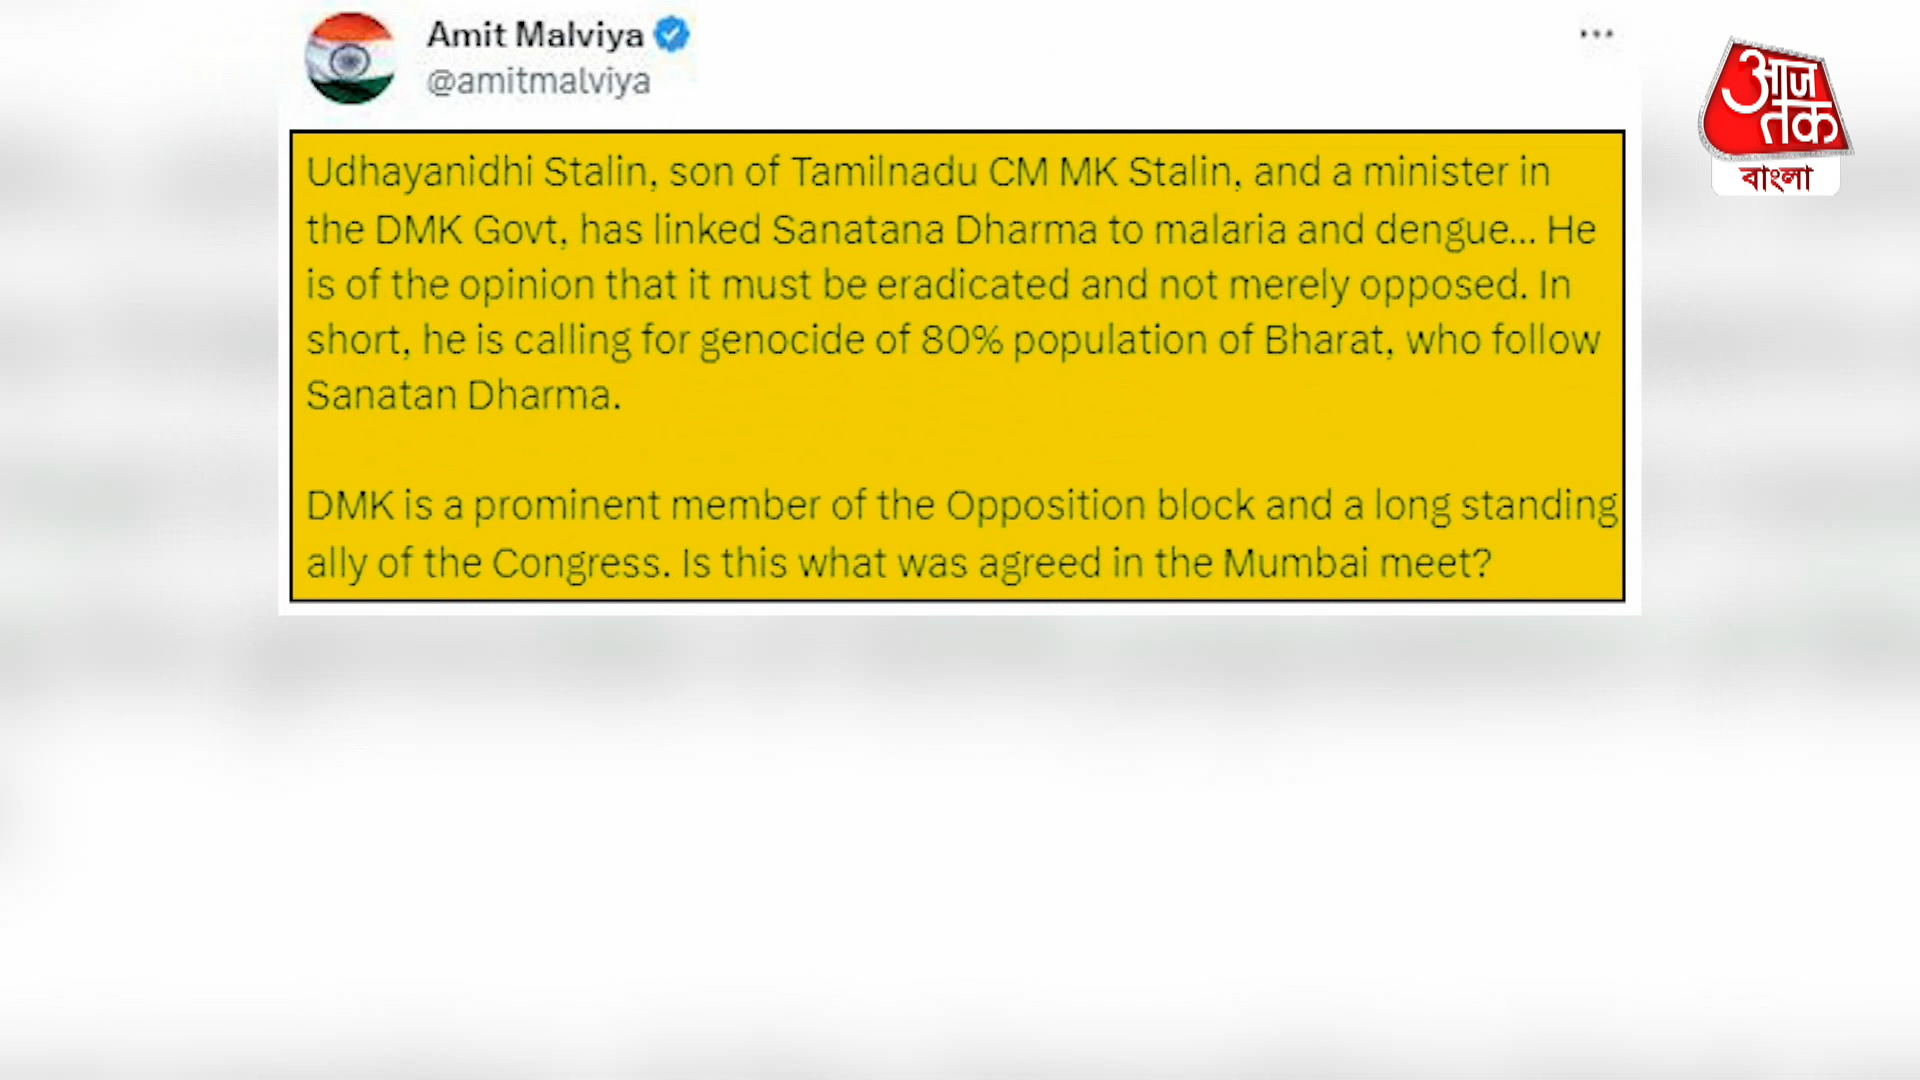 Amit Malviya
@amitmalviya
आज
तक
বাংলা
Udhayanidhi Stalin, son of Tamilnadu CM MK Stalin, and a minister in
the DMK Govt, has linked Sanatana Dharma to malaria and dengue... He
is of the opinion that it must be eradicated and not merely opposed. In
short, he is calling for genocide of 80% population of Bharat, who follow
Sanatan Dharma.
DMK is a prominent member of the Opposition block and a long standing
ally of the Congress. Is this what was agreed in the Mumbai meet?